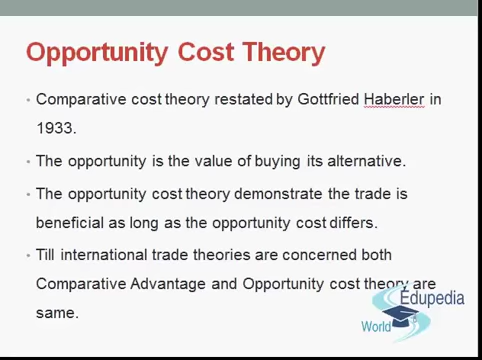 Opportunity Cost Theory
• Comparative cost theory restated by Gottfried Haberler in
1933.
• The opportunity is the value of buying its alternative.
• The opportunity cost theory demonstrate the trade is
beneficial as long as the opportunity cost differs.
• Till international trade theories are concerned both
Comparative Advantage and Opportunity cost theory are
same.
Edupedia
World